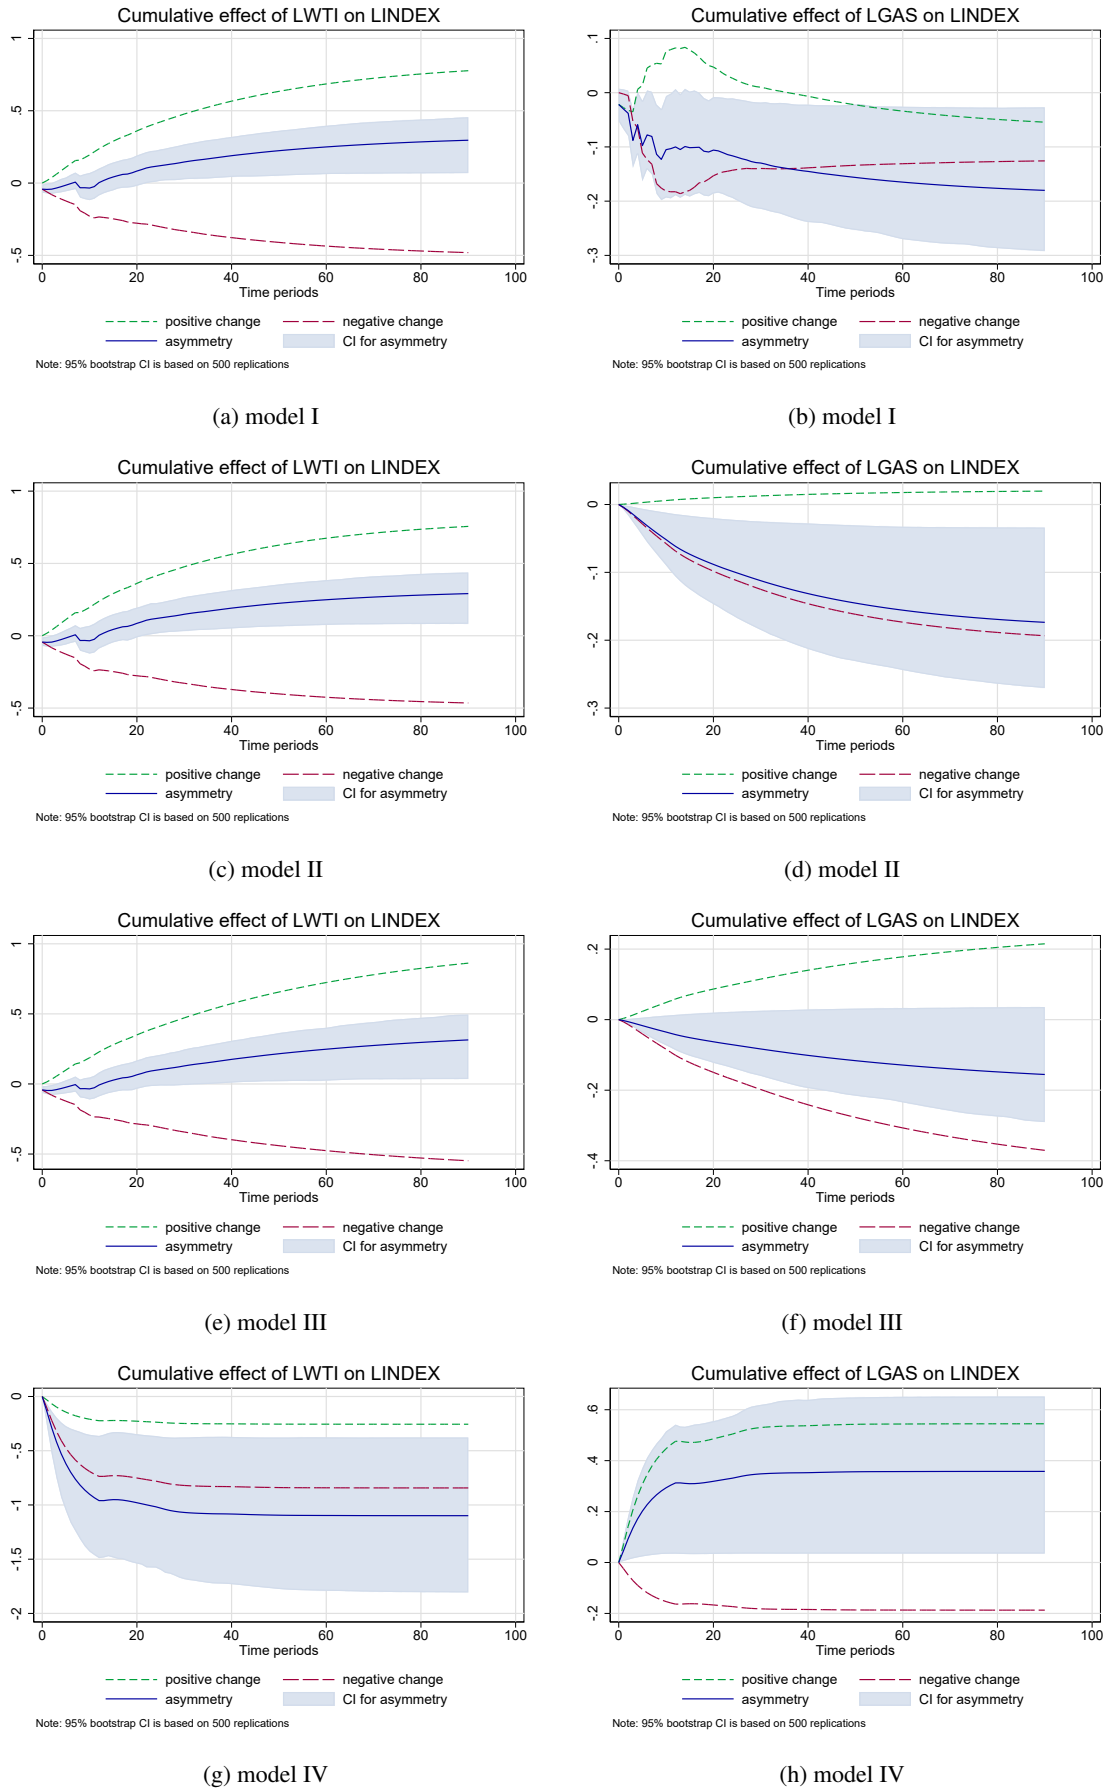 Cumulative effect of LWTI on LINDEX
1
.5
0
-.5
0 20 40 60 80 100
Time periods
positive change negative change
asymmetry CI for asymmetry
Note: 95% bootstrap CI is based on 500 replications
(a) model I
Cumulative effect of LGAS on LINDEX
.1
0
-.1
-.2
-.3
0 20 40 60 80 100
Time periods
positive change negative change
asymmetry CI for asymmetry
Note: 95% bootstrap CI is based on 500 replications
(b) model I
Cumulative effect of LWTI on LINDEX
1
.5
0
-.5
0 20 40 60 80 100
Time periods
positive change negative change
asymmetry CI for asymmetry
Note: 95% bootstrap CI is based on 500 replications
(c) model II
Cumulative effect of LGAS on LINDEX
0
-.1
-.2
-.3
0 20 40 60 80 100
Time periods
positive change negative change
asymmetry CI for asymmetry
Note: 95% bootstrap CI is based on 500 replications
(d) model II
Cumulative effect of LWTI on LINDEX
1
.5
0
-.5
0 20 40 60 80 100
Time periods
positive change negative change
asymmetry CI for asymmetry
Note: 95% bootstrap CI is based on 500 replications
(e) model III
Cumulative effect of LGAS on LINDEX
.2
0
-.2
-.4
0 20 40 60 80 100
Time periods
positive change negative change
asymmetry CI for asymmetry
Note: 95% bootstrap CI is based on 500 replications
(f) model III
Cumulative effect of LWTI on LINDEX
0
-.5
-1
-1.5
-2
0 20 40 60 80 100
Time periods
positive change negative change
asymmetry CI for asymmetry
Note: 95% bootstrap CI is based on 500 replications
(g) model IV
Cumulative effect of LGAS on LINDEX
.6
.4
.2
0
-.2
0 20 40 60 80 100
Time periods
positive change negative change
asymmetry CI for asymmetry
Note: 95% bootstrap CI is based on 500 replications
(h) model IV